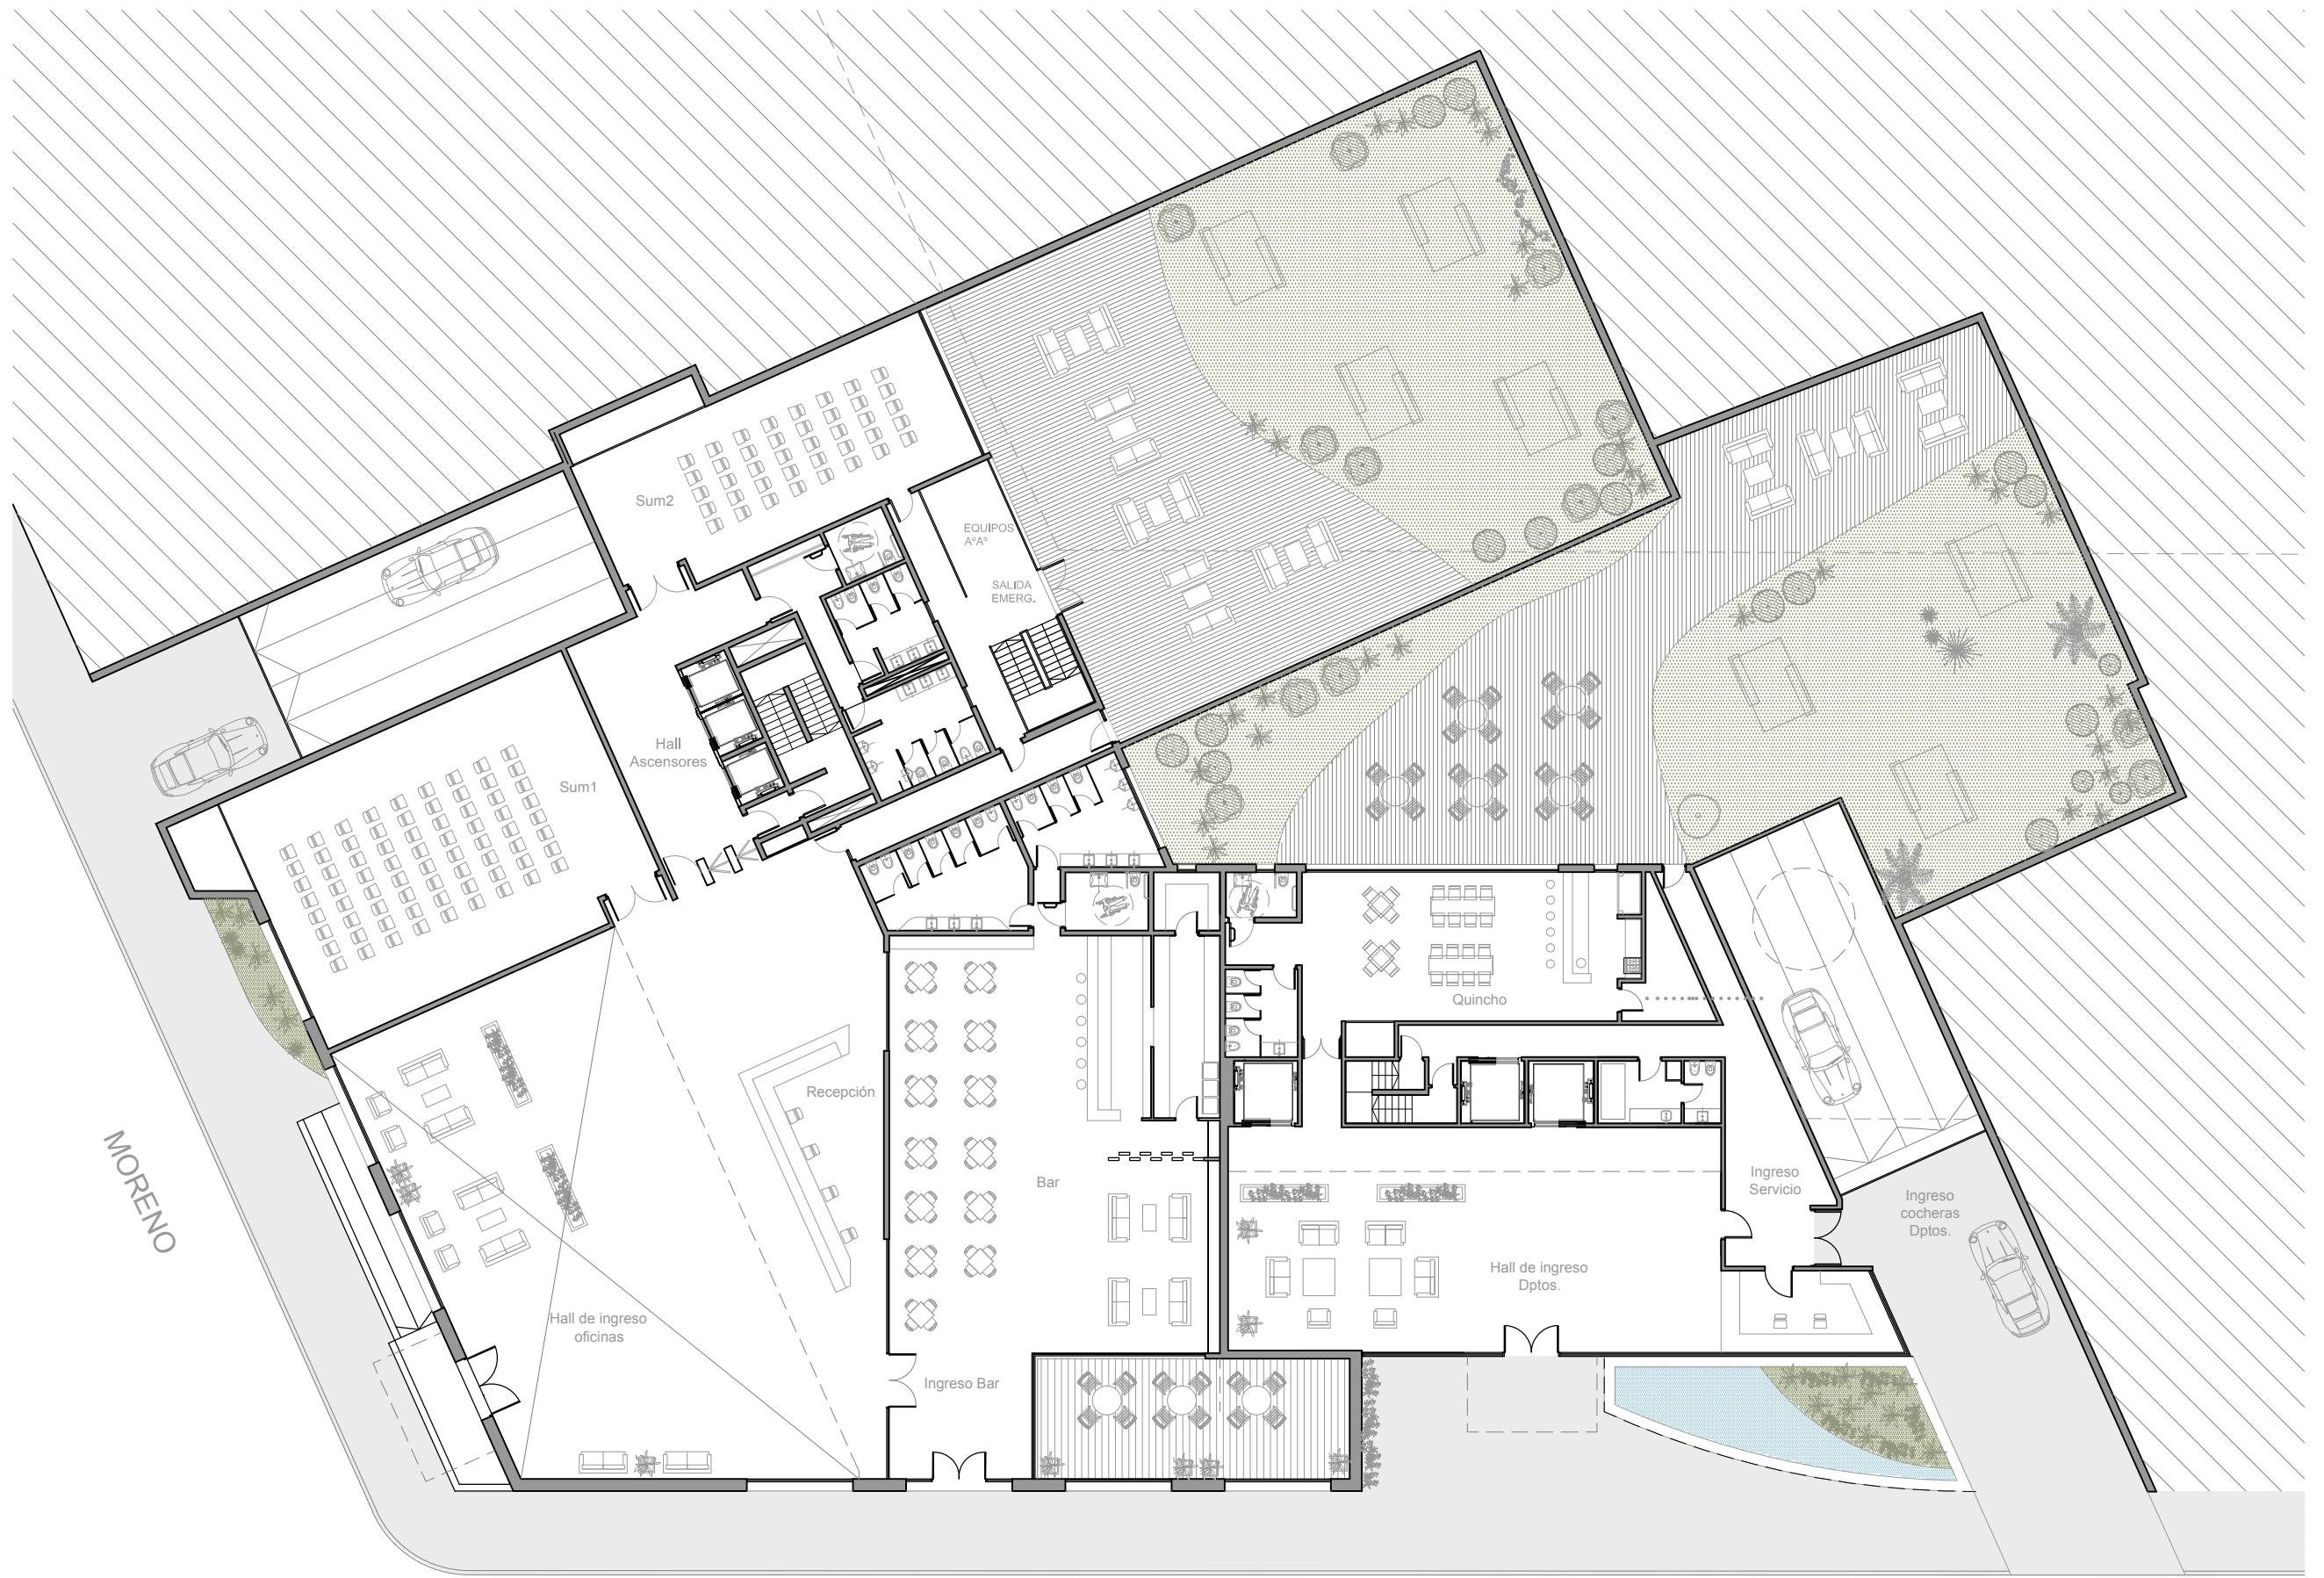 Sum2
EQUIPOS
AºAº
SALIDA
EMERG.
Hall
Ascensores
Sum1
Quincho
Recepción
MORENO
Bar
Ingreso
Servicio
Ingreso
cocheras
Dptos.
Hall de ingreso
Dptos.
Hall de ingreso
oficinas
Ingreso Bar